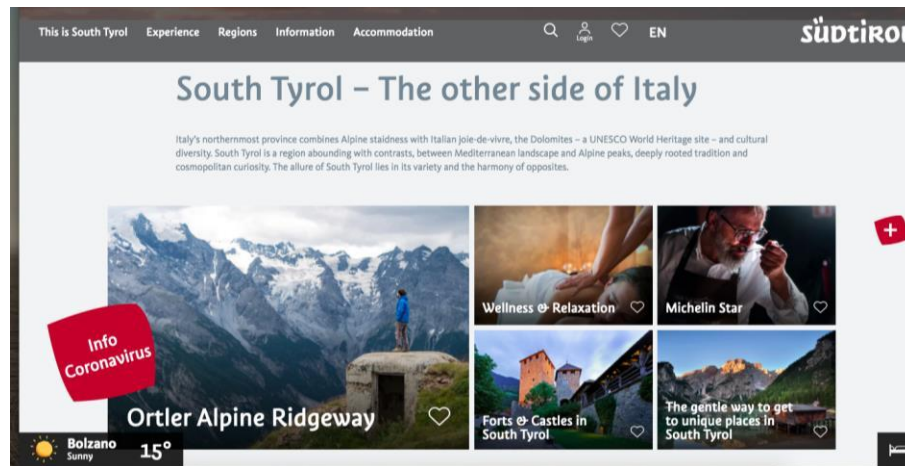 This is South Tyrol Experience Regions Information Accommodation
Login
EN
South Tyrol – The other side of Italy
Italy's northernmost province combines Alpine staidness with Italian joie-de-vivre, the Dolomites – a UNESCO World Heritage site – and cultural
diversity. South Tyrol is a region abounding with contrasts, between Mediterranean landscape and Alpine peaks, deeply rooted tradition and
cosmopolitan curiosity. The allure of South Tyrol lies in its variety and the harmony of opposites.
Info
Coronavirus
Ortler Alpine Ridgeway
Wellness & Relaxation
Michelin Star
Forts & Castles in
South Tyrol
The gentle way to get
to unique places in
South Tyrol
Bolzano
Sunny
15°